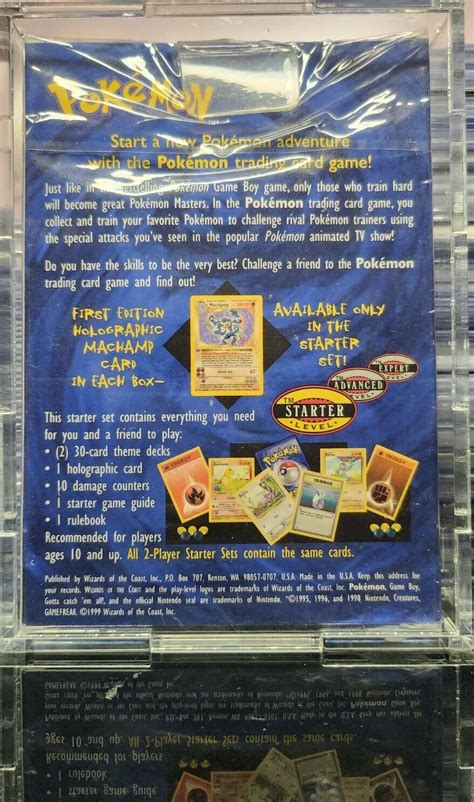 POKéMON
Start a new Pokémon adventure
with the Pokémon trading card game!
Just like in the bestselling Pokémon Game Boy game, only those who train hard
will become great Pokémon Masters. In the Pokémon trading card game, you
collect and train your favorite Pokémon to challenge rival Pokémon trainers using
the special attacks you've seen in the popular Pokémon animated TV show!
Do you have the skills to be the very best? Challenge a friend to the Pokémon
trading card game and find out!
FIRST EDITION
HOLOGRAPHIC
MACHAMP
CARD
IN EACH BOX—
Machamp
AVAILABLE ONLY
IN THE
STARTER
SET!
EXPERT
LEVEL
TM
ADVANCED
LEVEL
TM
STARTER
LEVEL
This starter set contains everything you need
for you and a friend to play:
• (2) 30-card theme decks
• 1 holographic card
• 10 damage counters
• 1 starter game guide
• 1 rulebook
Recommended for players
ages 10 and up. All 2-Player Starter Sets contain the same cards.
POKéMON
TRAINER
Published by Wizards of the Coast, Inc., P.O. Box 707, Renton, WA 98057-0707, U.S.A. Made in the U.S.A. Keep this address for
your records. WIZARDS OF THE COAST and the play-level logos are trademarks of Wizards of the Coast, Inc. Pokémon, Game Boy,
Gotta catch 'em all!, and the official Nintendo seal are trademarks of Nintendo. ©1995, 1996, and 1998 Nintendo, Creatures,
GAMEFREAK. ©1999 Wizards of the Coast, Inc.